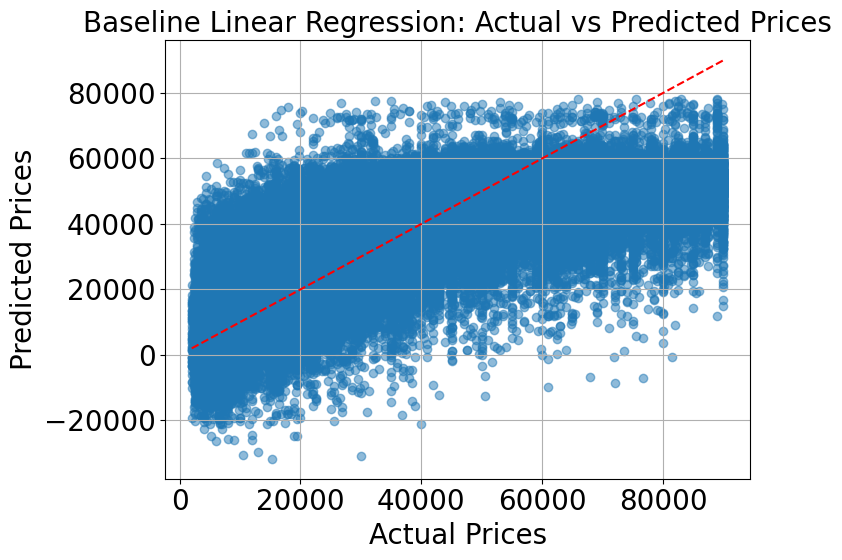 Baseline Linear Regression: Actual vs Predicted Prices
Predicted Prices
80000
60000
40000
20000
0
−20000
0 20000 40000 60000 80000
Actual Prices